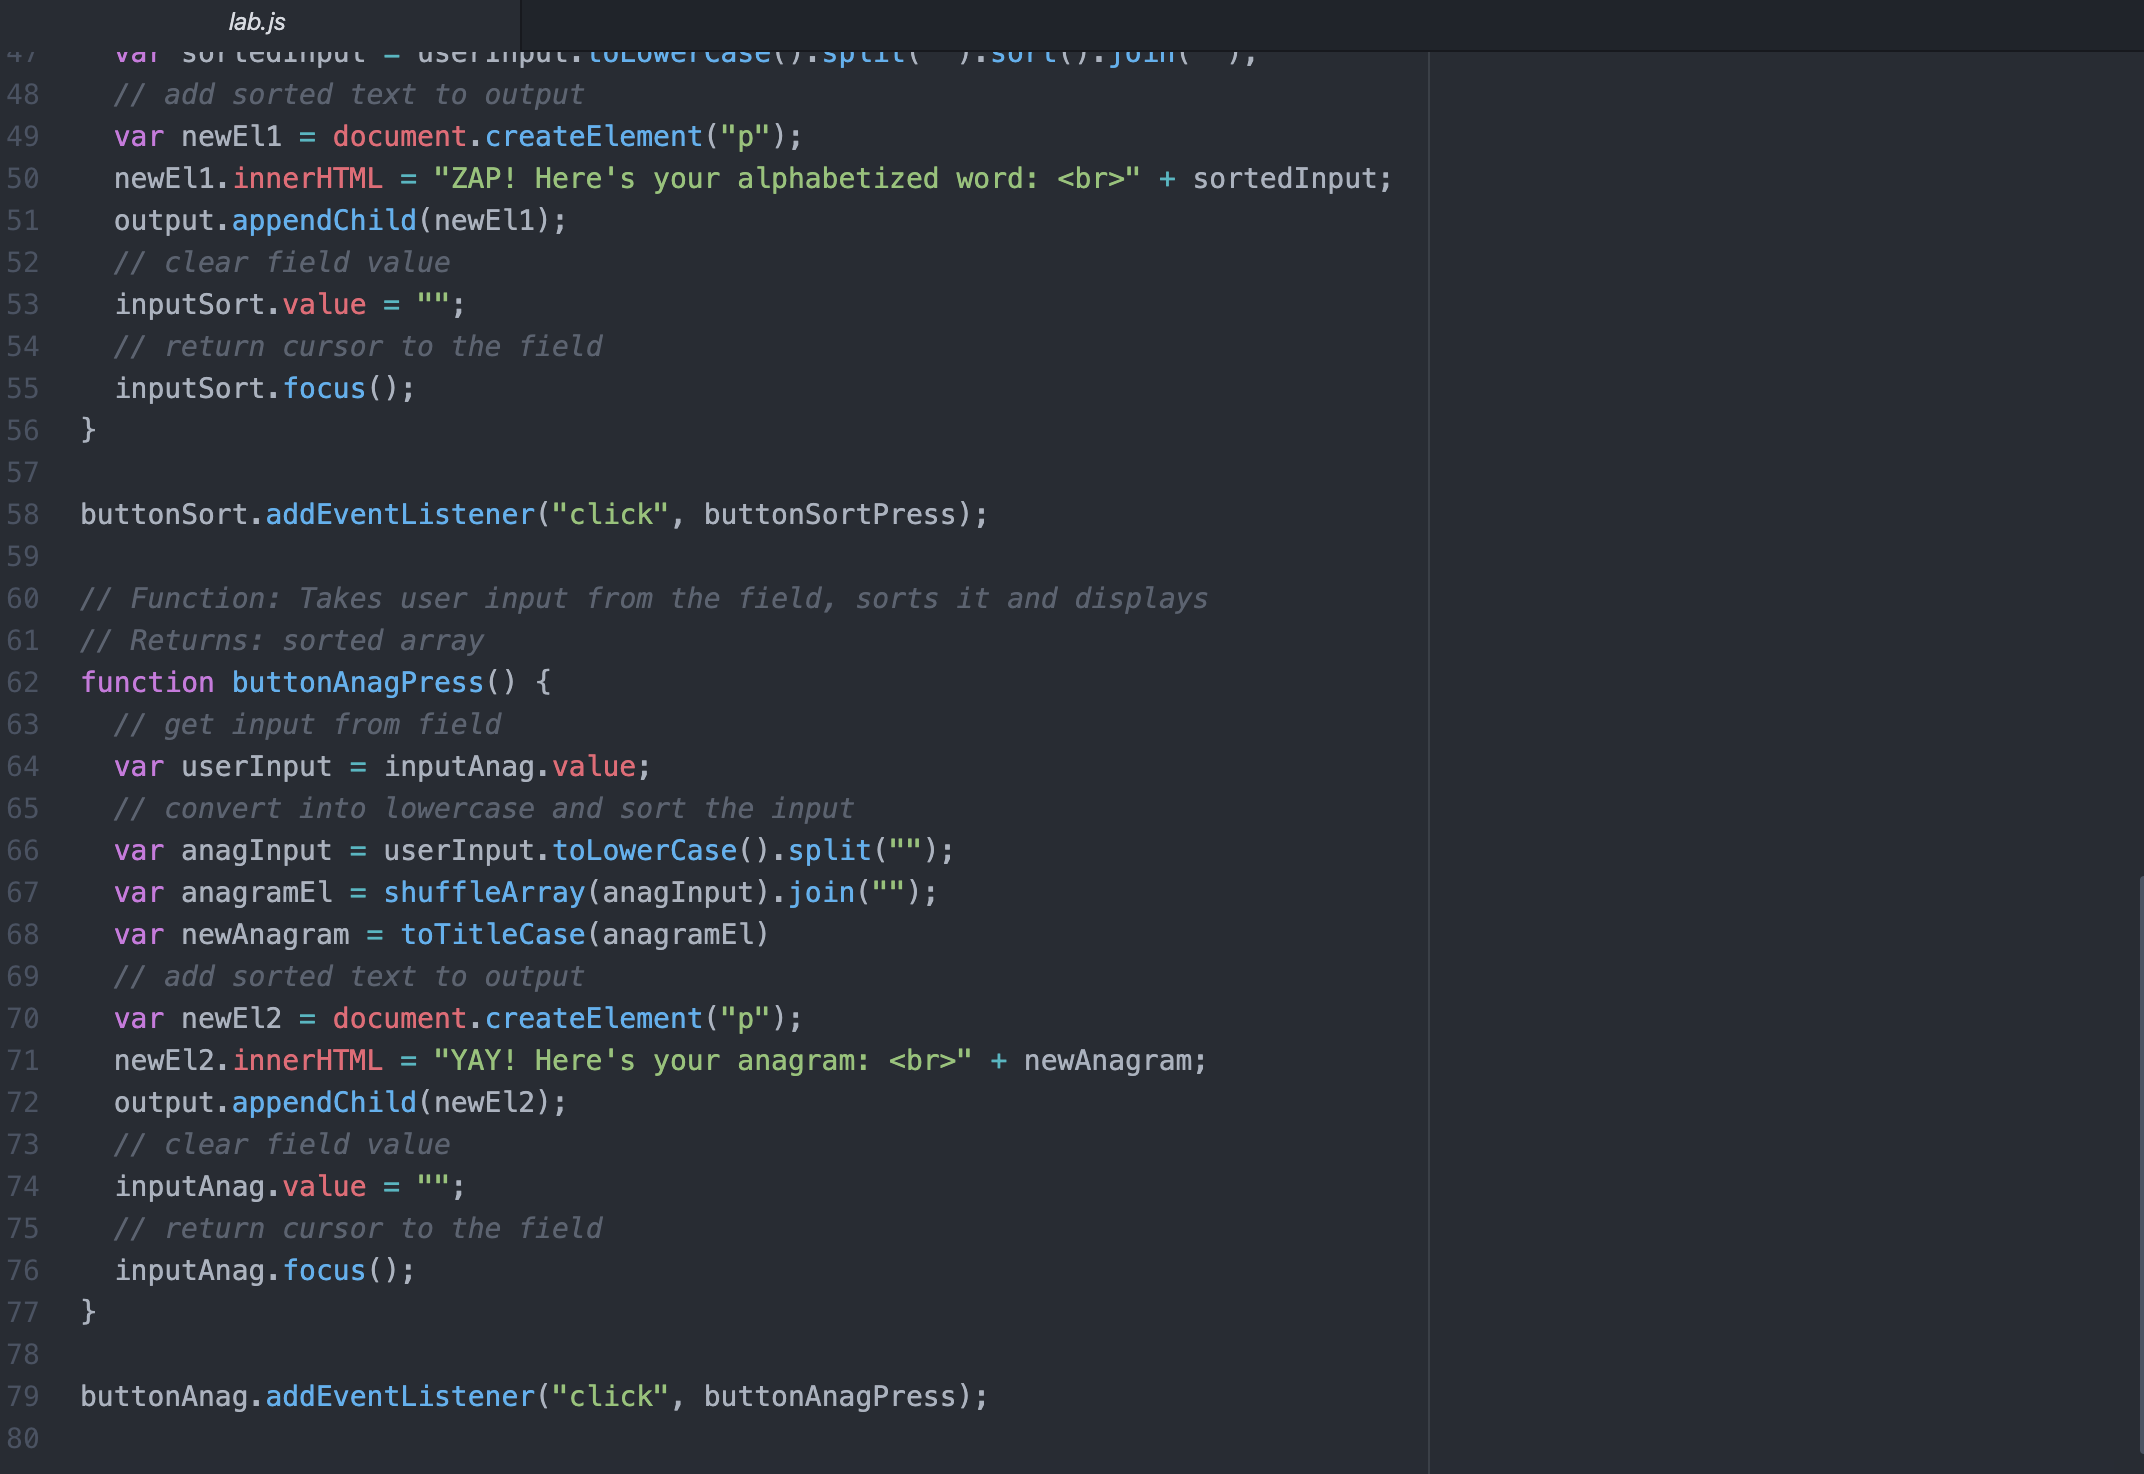 lab.js
47   var sortedInput = userInput.toLowerCase().split(" ").sort().join(" ");
48   // add sorted text to output
49   var newEl1 = document.createElement("p");
50   newEl1.innerHTML = "ZAP! Here's your alphabetized word: <br>" + sortedInput;
51   output.appendChild(newEl1);
52   // clear field value
53   inputSort.value = "";
54   // return cursor to the field
55   inputSort.focus();
56 }
57
58 buttonSort.addEventListener("click", buttonSortPress);
59
60 // Function: Takes user input from the field, sorts it and displays
61 // Returns: sorted array
62 function buttonAnagPress() {
63   // get input from field
64   var userInput = inputAnag.value;
65   // convert into lowercase and sort the input
66   var anagInput = userInput.toLowerCase().split("");
67   var anagramEl = shuffleArray(anagInput).join("");
68   var newAnagram = toTitleCase(anagramEl)
69   // add sorted text to output
70   var newEl2 = document.createElement("p");
71   newEl2.innerHTML = "YAY! Here's your anagram: <br>" + newAnagram;
72   output.appendChild(newEl2);
73   // clear field value
74   inputAnag.value = "";
75   // return cursor to the field
76   inputAnag.focus();
77 }
78
79 buttonAnag.addEventListener("click", buttonAnagPress);
80